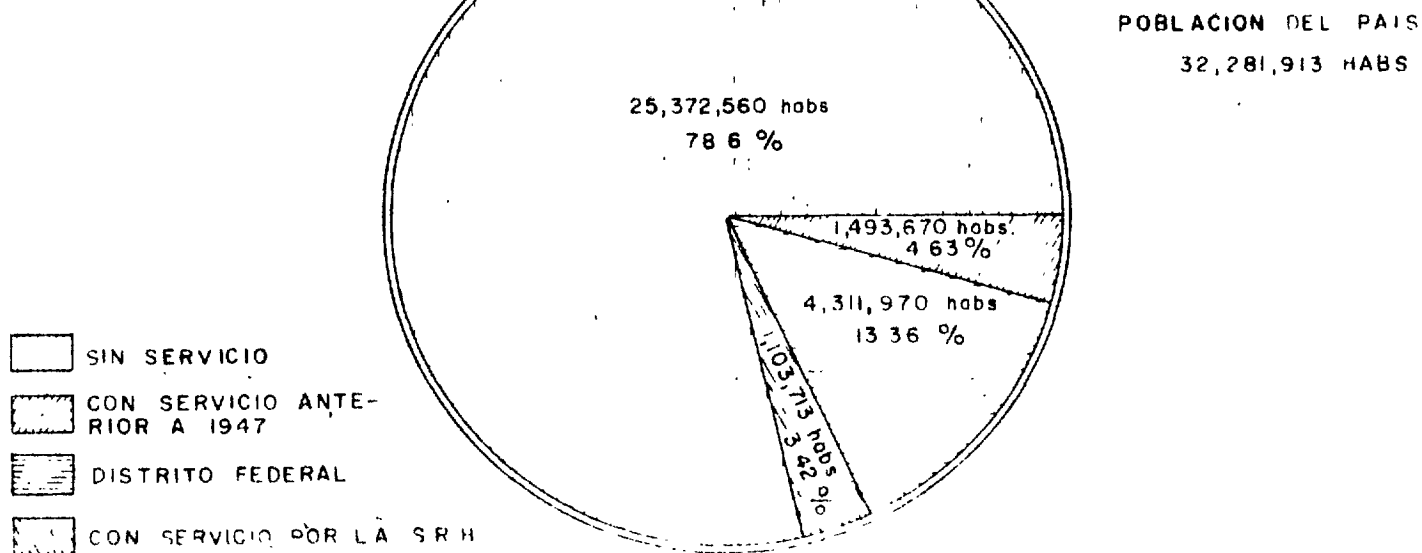 POBLACION DEL PAIS
32,281,913 HABS
25,372,560 habs
78 6 %
1,493,670 habs.
4 63%
4,311,970 habs
13 36 %
1,103,713 habs
3 42 %
SIN SERVICIO
CON SERVICIO ANTE-
RIOR A 1947
DISTRITO FEDERAL
CON SERVICIO POR LA S R H